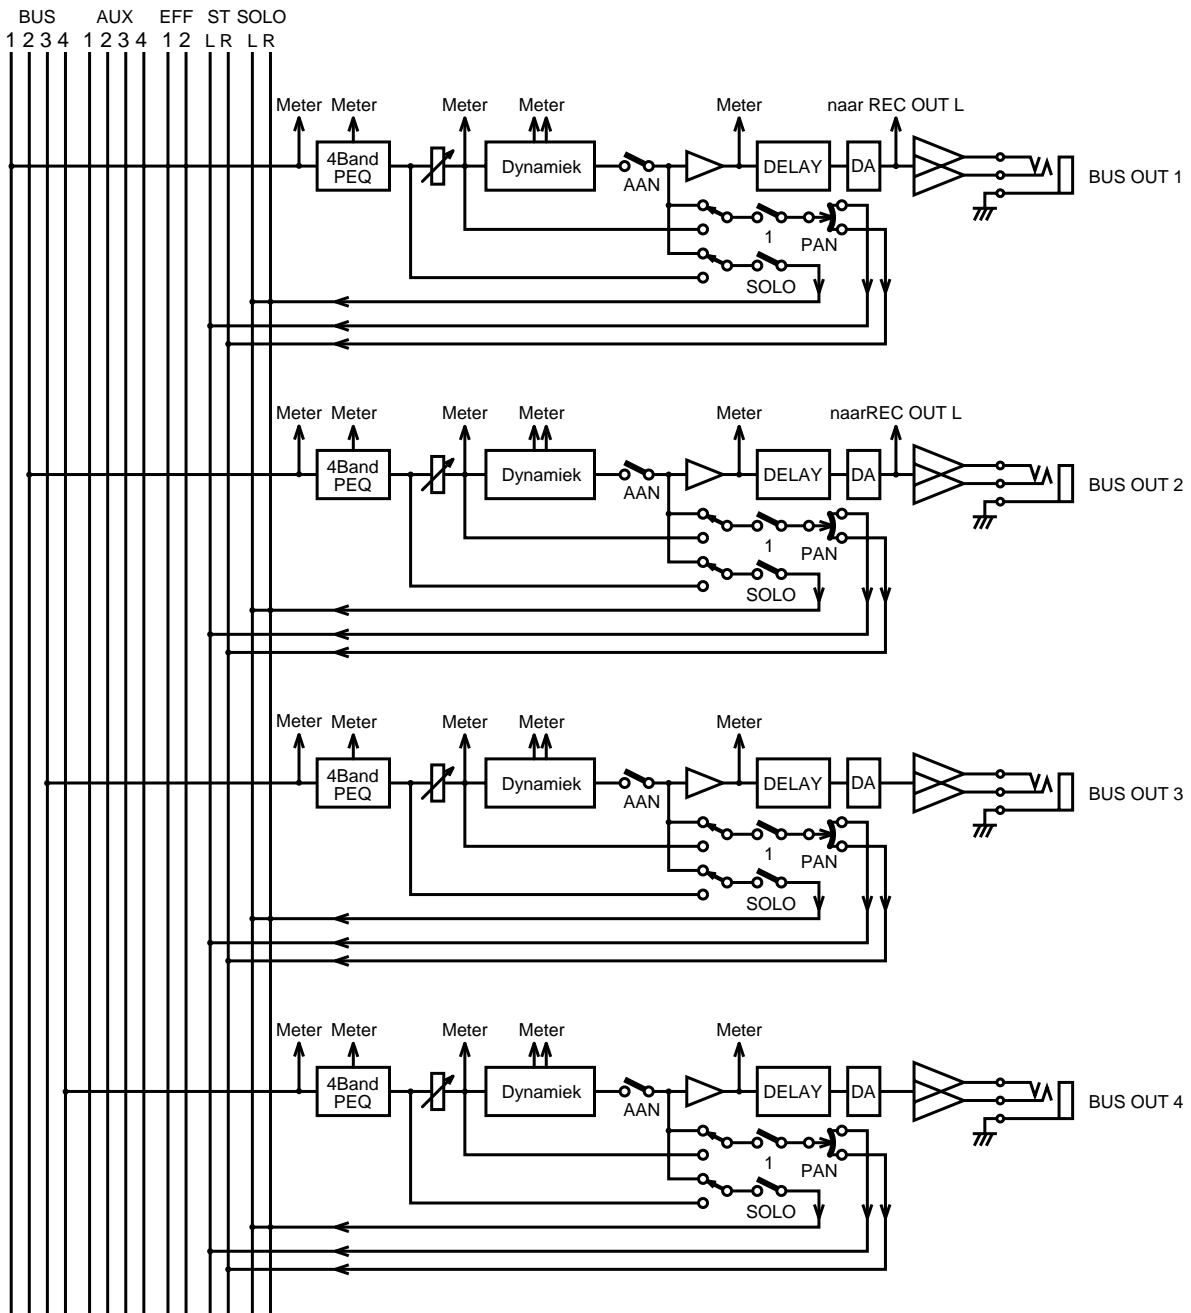 BUS AUX EFF ST SOLO
1 2 3 4 1 2 3 4 1 2 L R L R
Meter Meter Meter Meter Meter naar REC OUT L
4Band PEQ Dynamiek AAN DELAY DA BUS OUT 1
1 PAN
SOLO
Meter Meter Meter Meter Meter naarREC OUT L
4Band PEQ Dynamiek AAN DELAY DA BUS OUT 2
1 PAN
SOLO
Meter Meter Meter Meter Meter
4Band PEQ Dynamiek AAN DELAY DA BUS OUT 3
1 PAN
SOLO
Meter Meter Meter Meter Meter
4Band PEQ Dynamiek AAN DELAY DA BUS OUT 4
1 PAN
SOLO